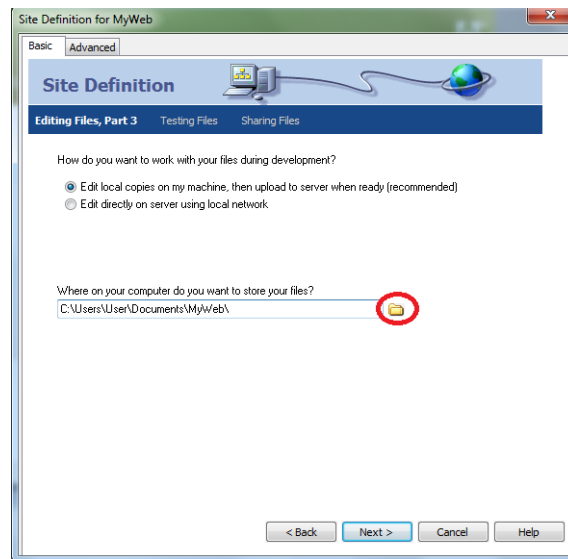 Site Definition for MyWeb
Basic Advanced
Site Definition
Editing Files, Part 3 Testing Files Sharing Files
How do you want to work with your files during development?
Edit local copies on my machine, then upload to server when ready (recommended)
Edit directly on server using local network
Where on your computer do you want to store your files?
C:\Users\User\Documents\MyWeb\
< Back Next > Cancel Help